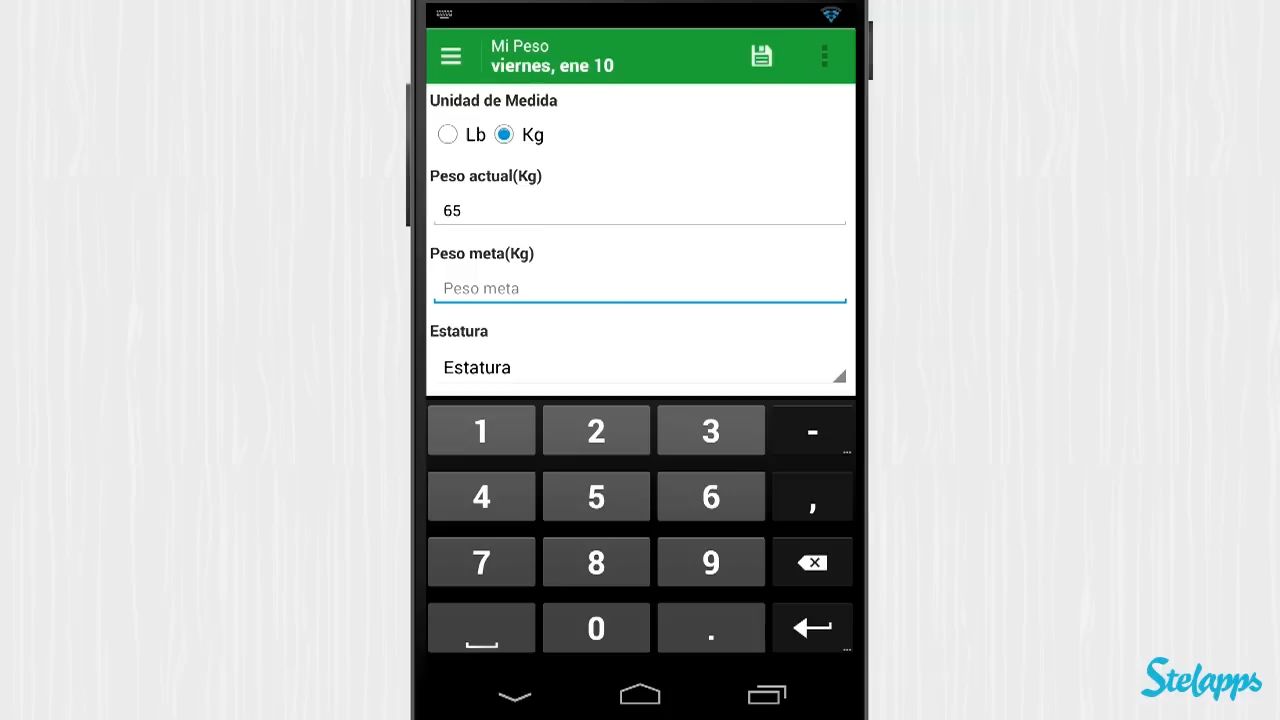 Mi Peso
viernes, ene 10
Unidad de Medida
Lb Kg
Peso actual(Kg)
65
Peso meta(Kg)
Peso meta
Estatura
Estatura
1 2 3 -
4 5 6 ,
7 8 9
0 .
Stelapps